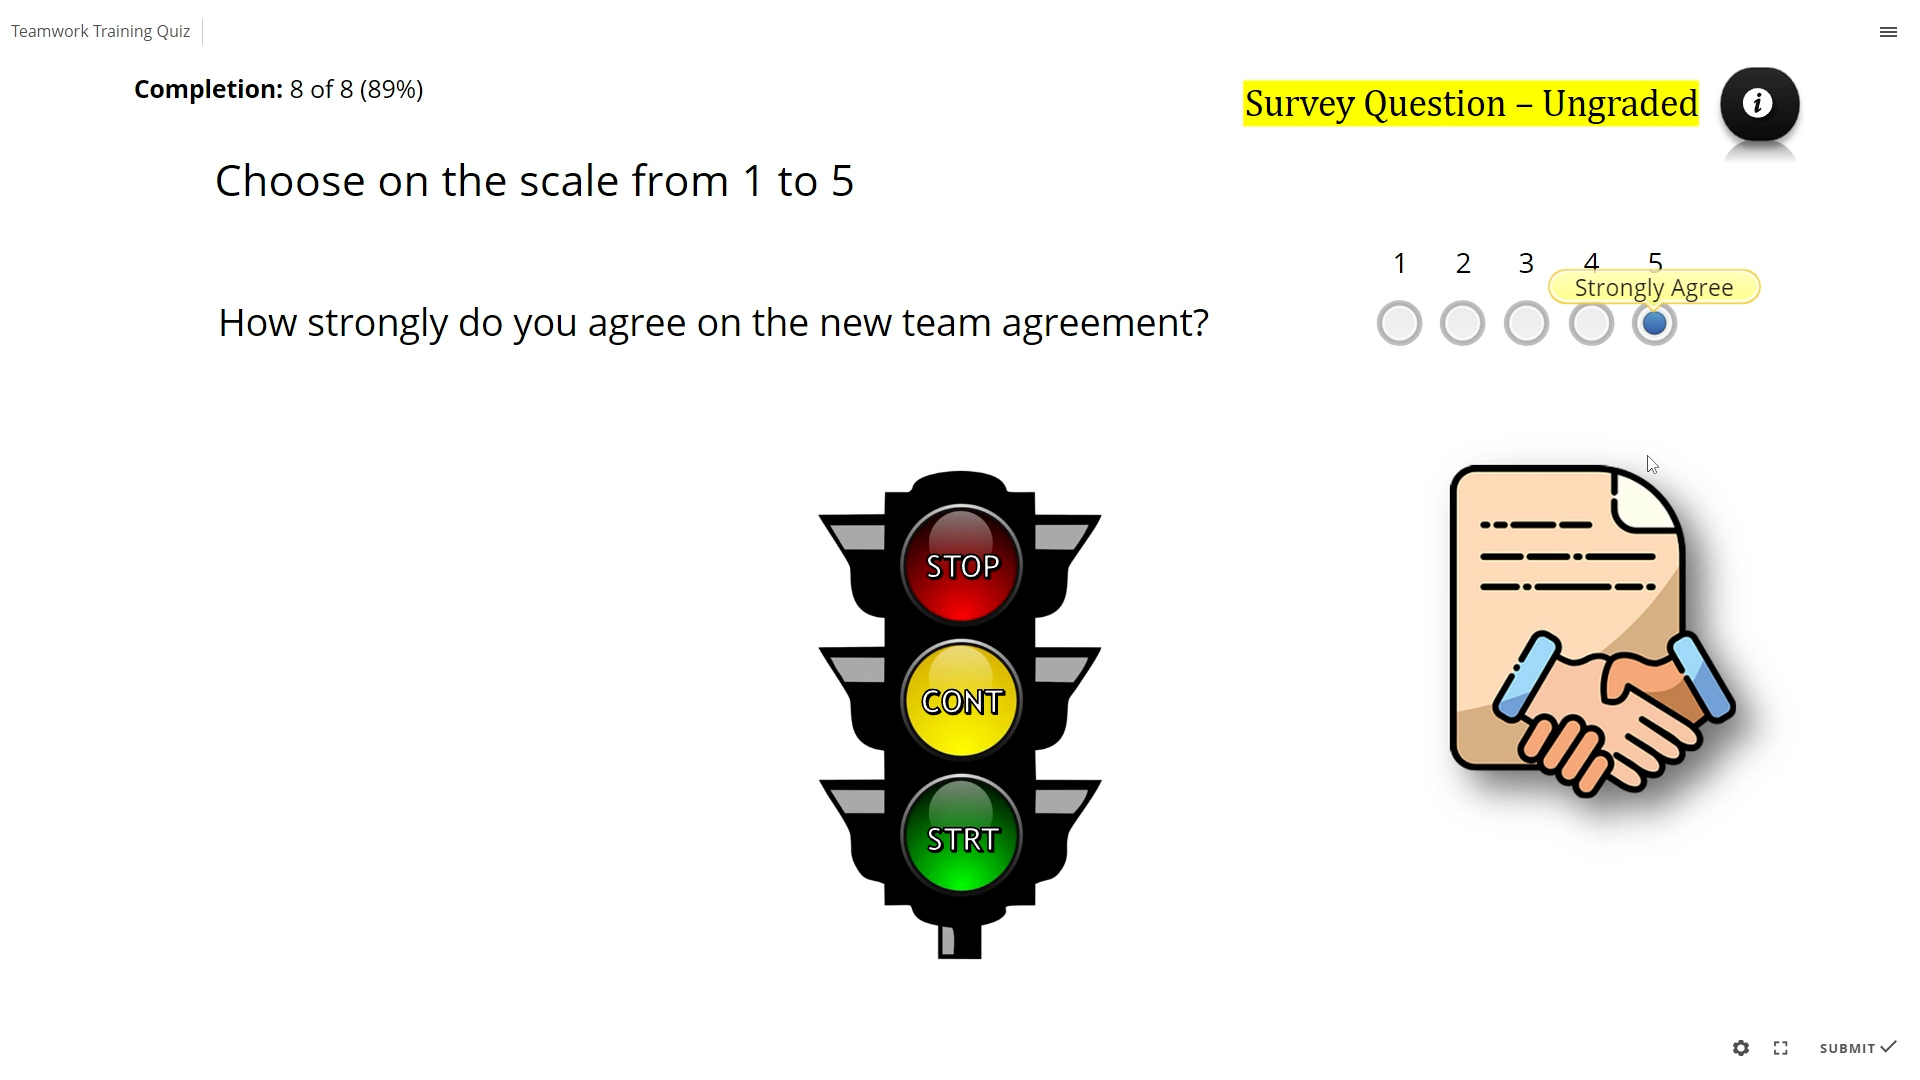 Teamwork Training Quiz
Completion: 8 of 8 (89%)
Survey Question – Ungraded
i
Choose on the scale from 1 to 5
1 2 3 4 5
Strongly Agree
How strongly do you agree on the new team agreement?
STOP
CONT
STRT
SUBMIT